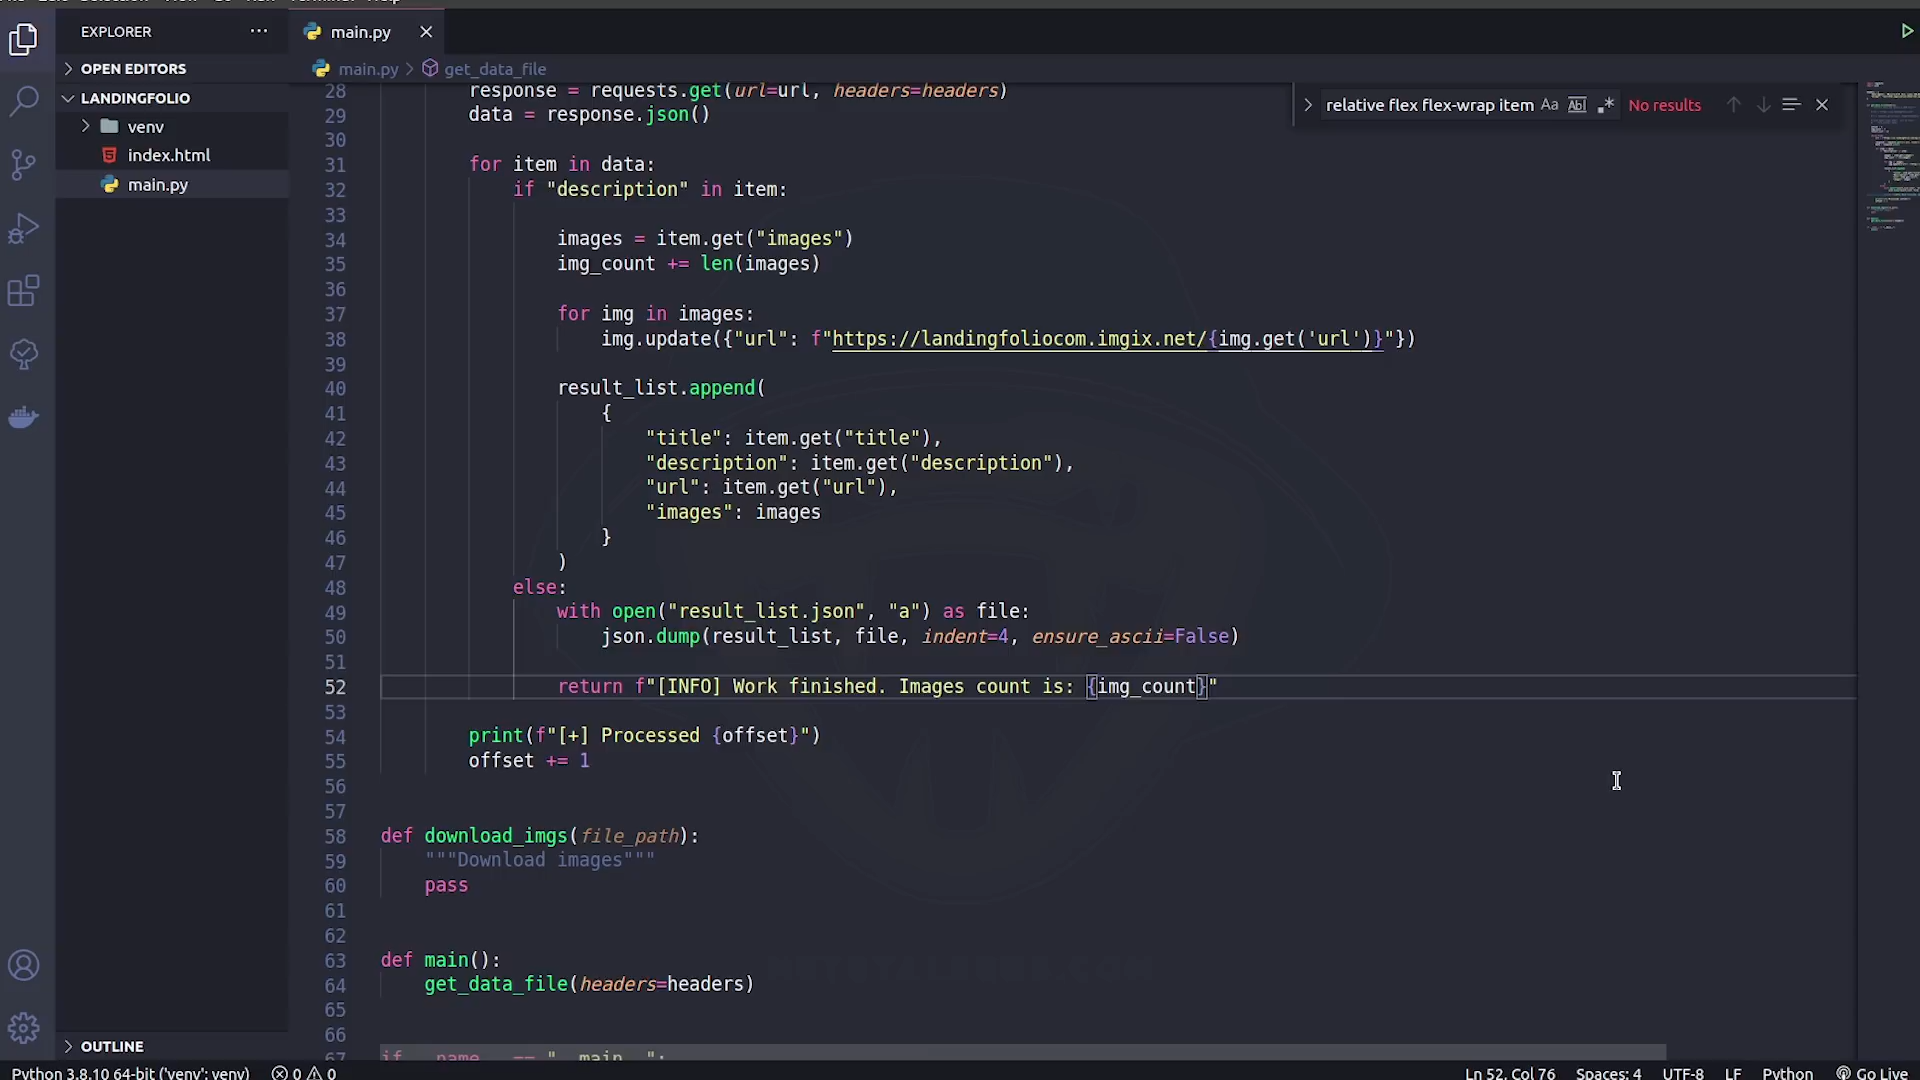 EXPLORER
OPEN EDITORS
LANDINGFOLIO
venv
index.html
main.py
OUTLINE
main.py
main.py > get_data_file
relative flex flex-wrap item Aa Abl .* No results
28 response = requests.get(url=url, headers=headers)
29 data = response.json()
30
31 for item in data:
32 if "description" in item:
33
34 images = item.get("images")
35 img_count += len(images)
36
37 for img in images:
38 img.update({"url": f"https://landingfoliocom.imgix.net/{img.get('url')}"})
39
40 result_list.append(
41 {
42 "title": item.get("title"),
43 "description": item.get("description"),
44 "url": item.get("url"),
45 "images": images
46 }
47 )
48 else:
49 with open("result_list.json", "a") as file:
50 json.dump(result_list, file, indent=4, ensure_ascii=False)
51
52 return f"[INFO] Work finished. Images count is: {img_count}"
53
54 print(f"[+] Processed {offset}")
55 offset += 1
56
57
58 def download_imgs(file_path):
59 """Download images"""
60 pass
61
62
63 def main():
64 get_data_file(headers=headers)
65
66
67 if __name__ == "__main__":
Python 3.8.10 64-bit ('venv': venv) 0 0 Ln 52, Col 76 Spaces: 4 UTF-8 LF Python Go Live